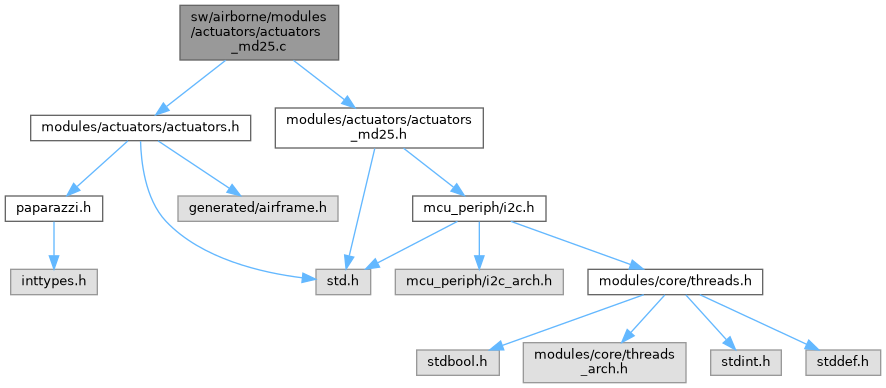 sw/airborne/modules
/actuators/actuators
_md25.c
modules/actuators/actuators.h
modules/actuators/actuators
_md25.h
paparazzi.h
generated/airframe.h
mcu_periph/i2c.h
inttypes.h
std.h
mcu_periph/i2c_arch.h
modules/core/threads.h
stdbool.h
modules/core/threads
_arch.h
stdint.h
stddef.h